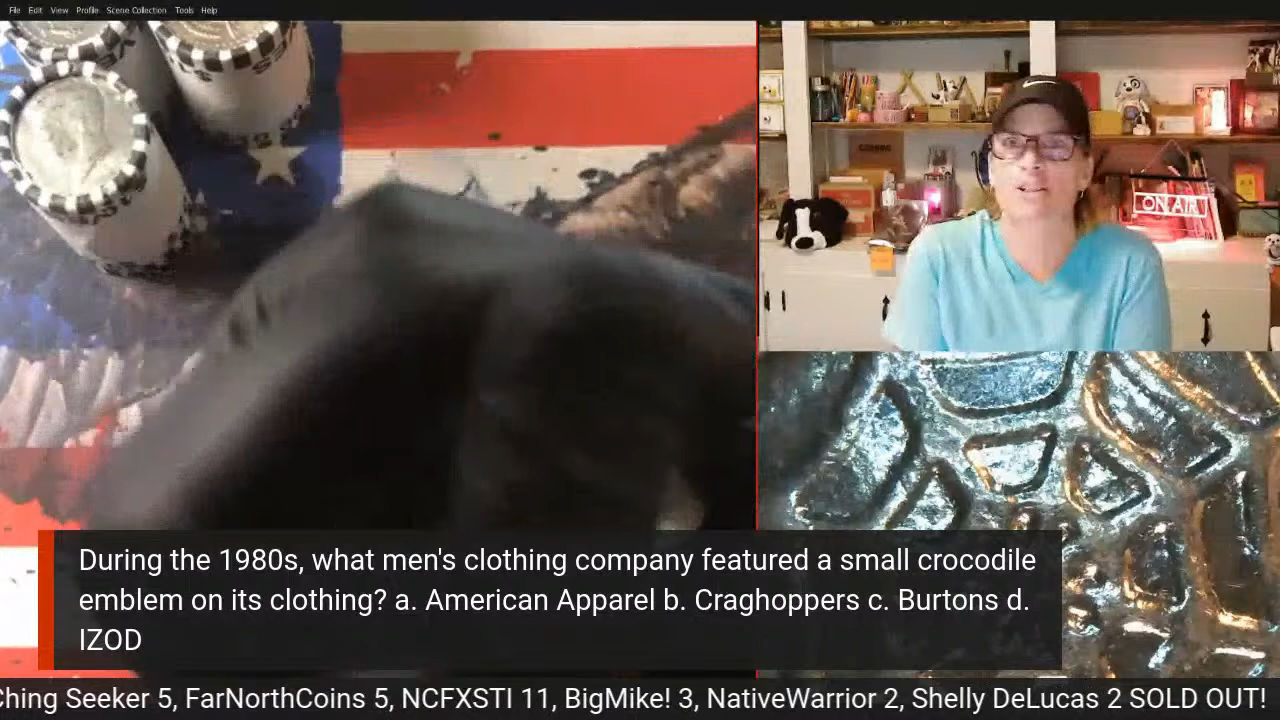 File Edit View Profile Scene Collection Tools Help
ON AIR
During the 1980s, what men's clothing company featured a small crocodile
emblem on its clothing? a. American Apparel b. Craghoppers c. Burtons d.
IZOD
Ching Seeker 5, FarNorthCoins 5, NCFXSTI 11, BigMike! 3, NativeWarrior 2, Shelly DeLucas 2 SOLD OUT!